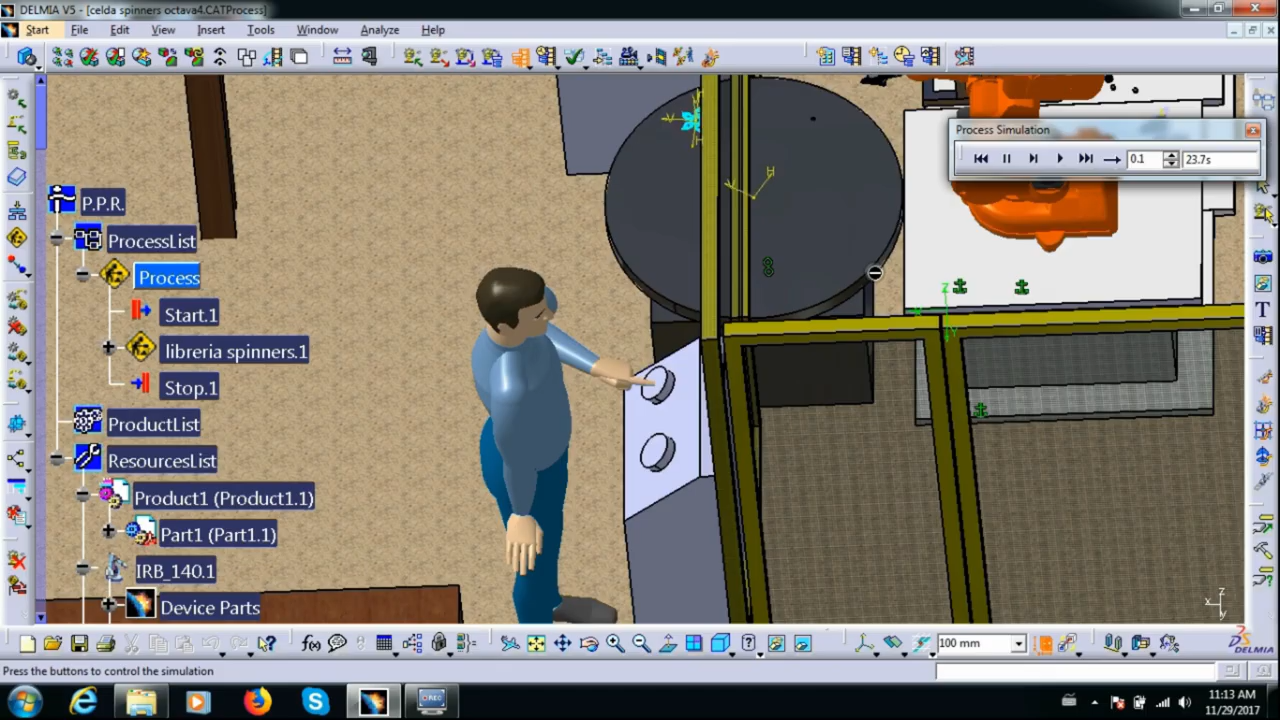 DELMIA V5 - [celda spinners octava4.CATProcess]
Start File Edit View Insert Tools Window Analyze Help
Process Simulation
0.1 23.7s
P.P.R.
ProcessList
Process
Start.1
libreria spinners.1
Stop.1
ProductList
ResourcesList
Product1 (Product1.1)
Part1 (Part1.1)
IRB_140.1
Device Parts
H
Z
100 mm
DELMIA
Press the buttons to control the simulation
11:13 AM
11/29/2017